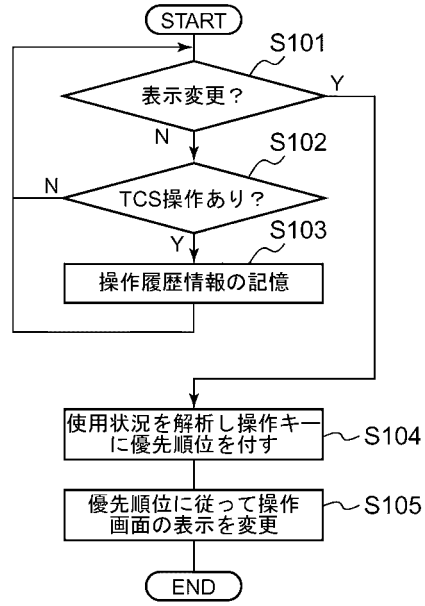 START
S101
表示変更？
Y
N
S102
N
TCS操作あり？
Y
S103
操作履歴情報の記憶
使用状況を解析し操作キー
に優先順位を付す
S104
優先順位に従って操作
画面の表示を変更
S105
END